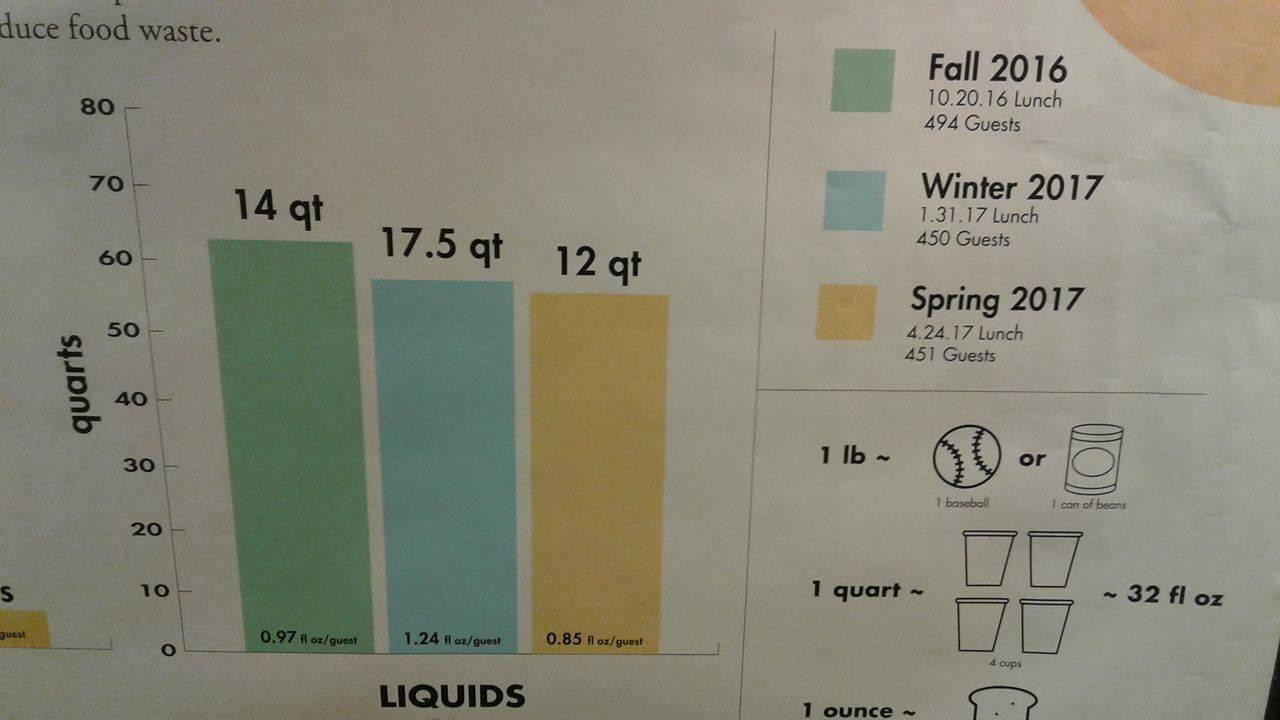 duce food waste.
80
70
60
50
40
30
20
10
0
quarts
14 qt
17.5 qt
12 qt
0.97 fl oz/guest
1.24 fl oz/guest
0.85 fl oz/guest
LIQUIDS
S
guest
Fall 2016
10.20.16 Lunch
494 Guests
Winter 2017
1.31.17 Lunch
450 Guests
Spring 2017
4.24.17 Lunch
451 Guests
1 lb ~
or
1 baseball
1 can of beans
1 quart ~
~ 32 fl oz
4 cups
1 ounce ~